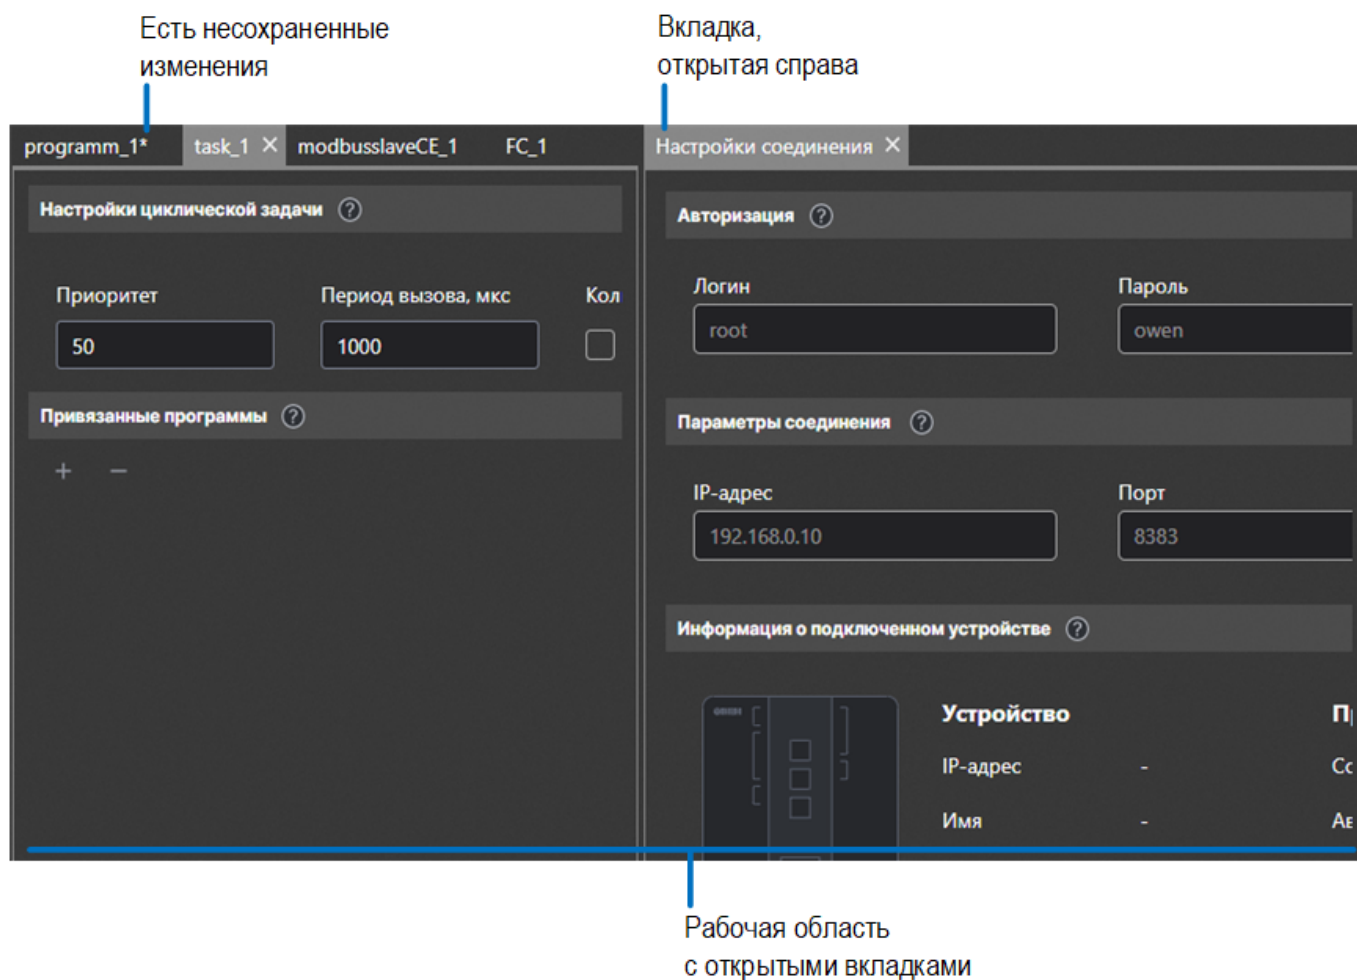 Есть несохраненные
изменения
Вкладка,
открытая справа
programm_1* task_1 modbusslaveCE_1 FC_1
Настройки соединения
Настройки циклической задачи
Приоритет Период вызова, мкс Кол
50 1000
Привязанные программы
Авторизация
Логин Пароль
root owen
Параметры соединения
IP-адрес Порт
192.168.0.10 8383
Информация о подключенном устройстве
Устройство
IP-адрес - Сс
Имя -
Рабочая область
с открытыми вкладками